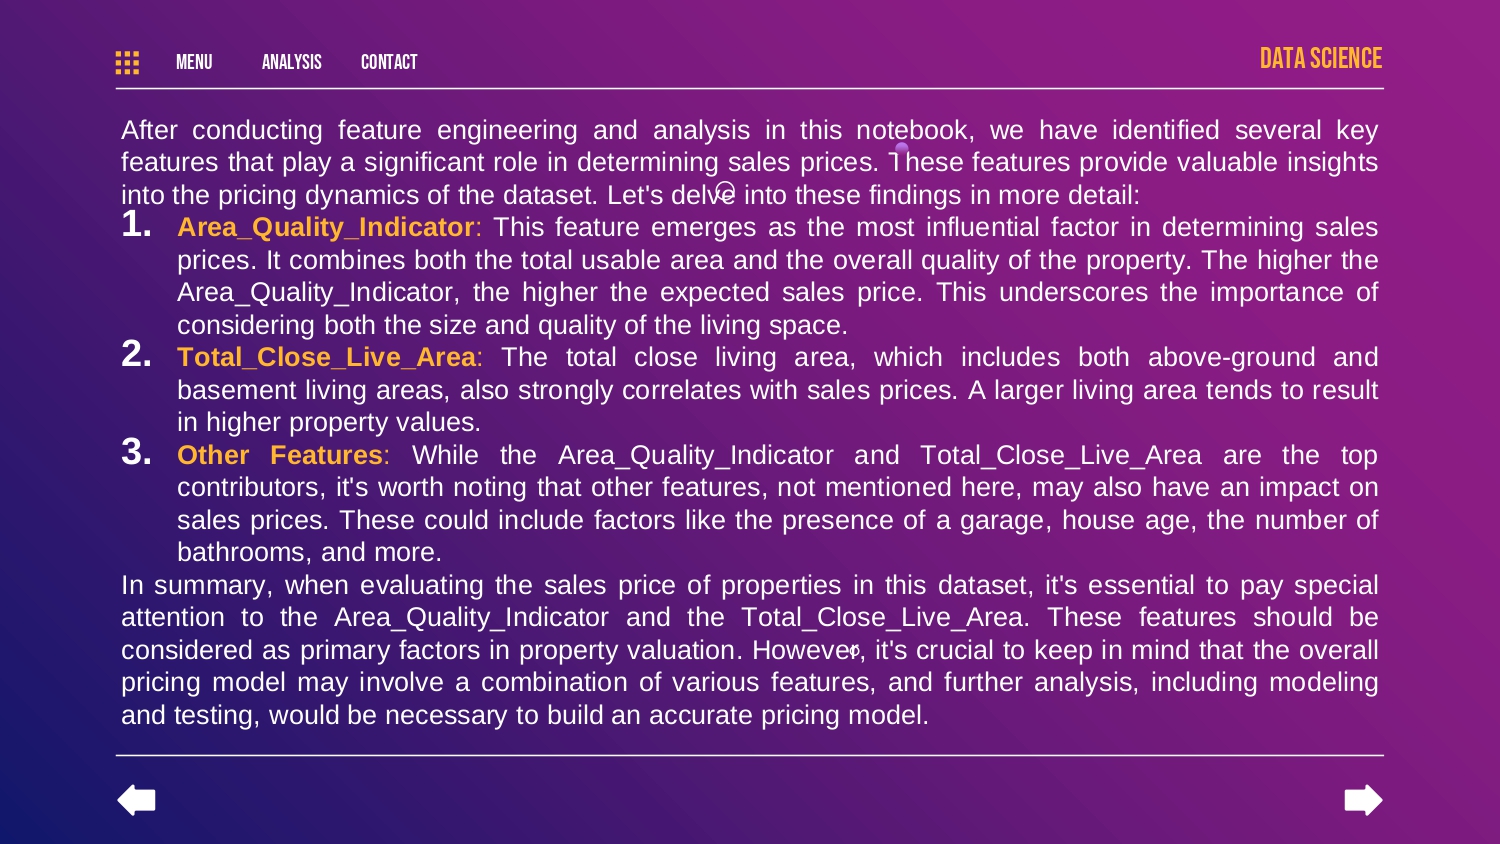 MENU ANALYSIS CONTACT DATA SCIENCE
After conducting feature engineering and analysis in this notebook, we have identified several key
features that play a significant role in determining sales prices. These features provide valuable insights
into the pricing dynamics of the dataset. Let's delve into these findings in more detail:
1. Area_Quality_Indicator: This feature emerges as the most influential factor in determining sales
prices. It combines both the total usable area and the overall quality of the property. The higher the
Area_Quality_Indicator, the higher the expected sales price. This underscores the importance of
considering both the size and quality of the living space.
2. Total_Close_Live_Area: The total close living area, which includes both above-ground and
basement living areas, also strongly correlates with sales prices. A larger living area tends to result
in higher property values.
3. Other Features: While the Area_Quality_Indicator and Total_Close_Live_Area are the top
contributors, it's worth noting that other features, not mentioned here, may also have an impact on
sales prices. These could include factors like the presence of a garage, house age, the number of
bathrooms, and more.
In summary, when evaluating the sales price of properties in this dataset, it's essential to pay special
attention to the Area_Quality_Indicator and the Total_Close_Live_Area. These features should be
considered as primary factors in property valuation. However, it's crucial to keep in mind that the overall
pricing model may involve a combination of various features, and further analysis, including modeling
and testing, would be necessary to build an accurate pricing model.